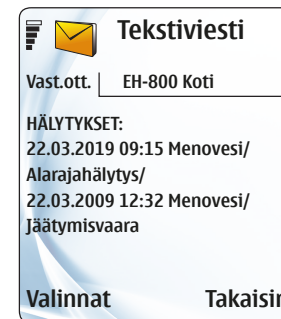 Tekstiviesti
Vast.ott. EH-800 Koti
HÄLYTYKSET:
22.03.2019 09:15 Menovesi/
Alarajahälytys/
22.03.2009 12:32 Menovesi/
Jäätymisvaara
Valinnat Takaisin